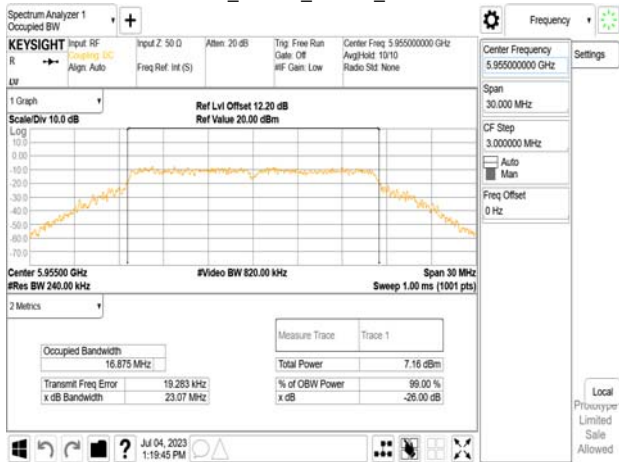 Spectrum Analyzer 1
Occupied BW
Frequency
KEYSIGHT
Input: RF
Coupling: DC
Align: Auto
Input Z: 50 Ω
Freq Ref: Int (S)
Atten: 20 dB
Trig: Free Run
Gate: Off
#IF Gain: Low
Center Freq: 5.955000000 GHz
Avg|Hold: 10/10
Radio Std: None
R
LV
1 Graph
Scale/Div 10.0 dB
Ref Lvl Offset 12.20 dB
Ref Value 20.00 dBm
Log
10.0
0.00
-10.0
-20.0
-30.0
-40.0
-50.0
-60.0
-70.0
Center 5.95500 GHz
#Res BW 240.00 kHz
#Video BW 820.00 kHz
Span 30 MHz
Sweep 1.00 ms (1001 pts)
2 Metrics
Measure Trace Trace 1
Occupied Bandwidth
16.875 MHz
Total Power 7.16 dBm
Transmit Freq Error 19.283 kHz
% of OBW Power 99.00 %
x dB Bandwidth 23.07 MHz
x dB -26.00 dB
Jul 04, 2023
1:19:45 PM
Center Frequency
5.955000000 GHz
Settings
Span
30.000 MHz
CF Step
3.000000 MHz
Auto
Man
Freq Offset
0 Hz
Local
Prototype
Limited
Sale
Allowed